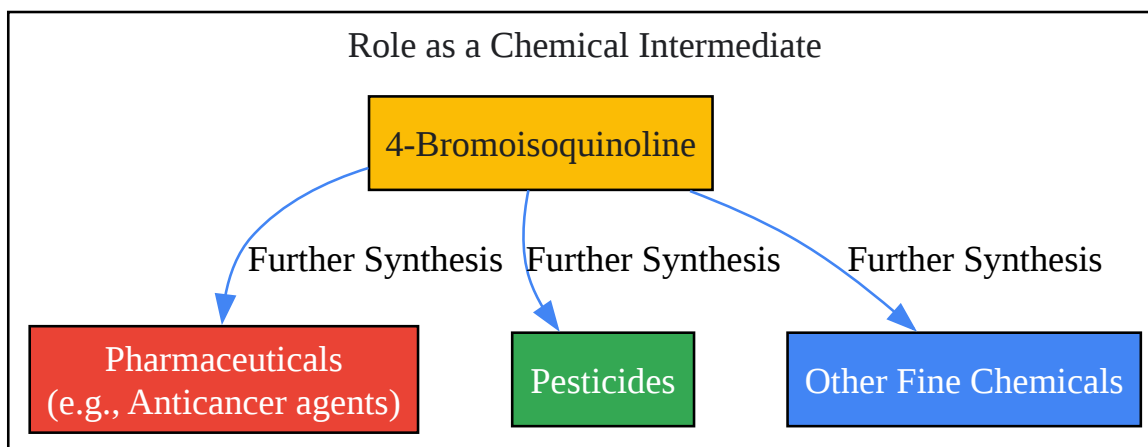 Role as a Chemical Intermediate
4-Bromoisoquinoline
Further Synthesis
Further Synthesis
Further Synthesis
Pharmaceuticals
(e.g., Anticancer agents)
Pesticides
Other Fine Chemicals